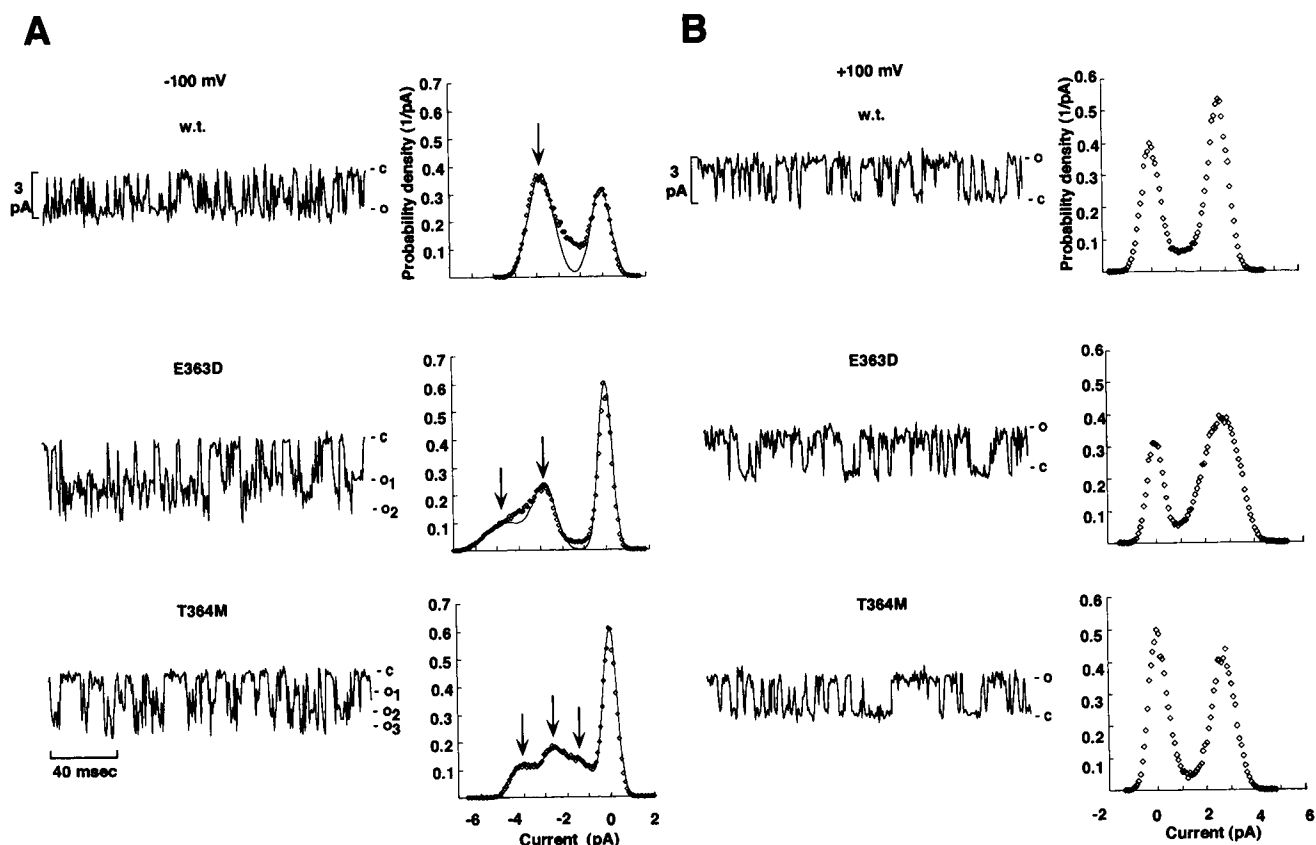 A
-100 mV
w.t.
3
pA
- c
- o
Probability density (1/pA)
0.7
0.6
0.5
0.4
0.3
0.2
0.1
E363D
- c
- o1
- o2
0.7
0.6
0.5
0.4
0.3
0.2
0.1
T364M
- c
- o1
- o2
- o3
40 msec
0.7
0.6
0.5
0.4
0.3
0.2
0.1
-6 -4 -2 0 2
Current (pA)
B
+100 mV
w.t.
3
pA
- o
- c
Probability density (1/pA)
0.6
0.5
0.4
0.3
0.2
0.1
-2 0 2 4 6
E363D
- o
- c
0.6
0.5
0.4
0.3
0.2
0.1
T364M
- o
- c
0.6
0.5
0.4
0.3
0.2
0.1
-2 0 2 4 6
Current (pA)